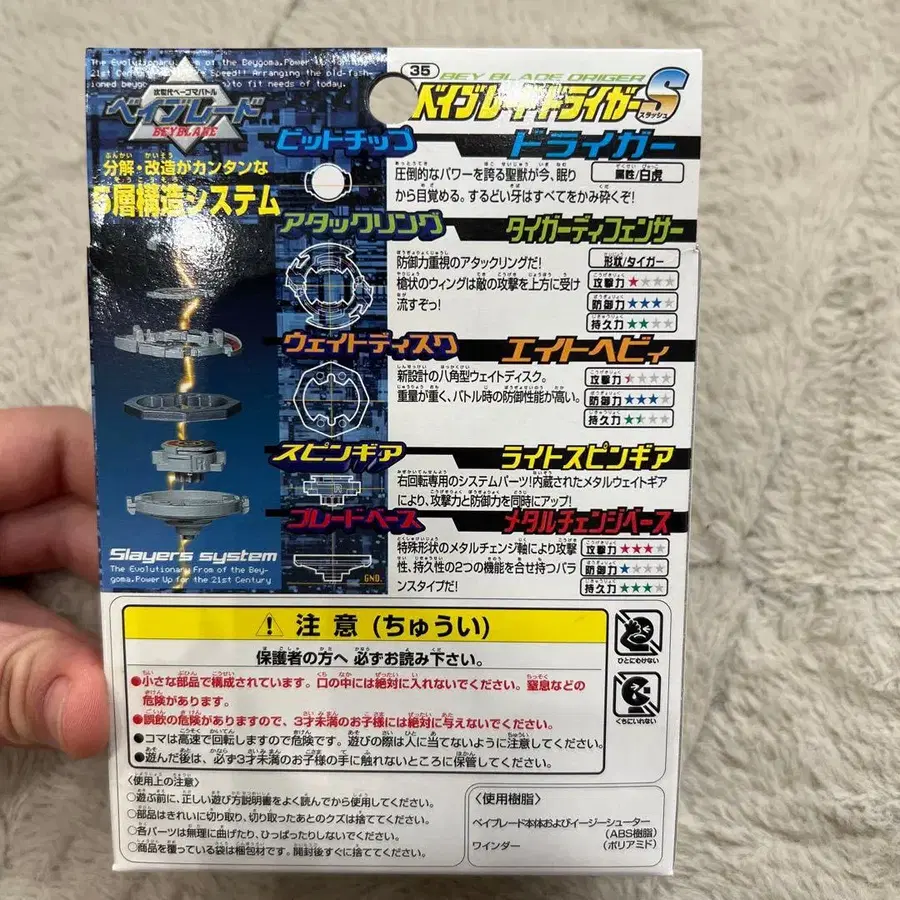 The Evolutionary From of the Beygoma.Power Up for the
次世代ベーゴマバトル
ベイブレード
BEYBLADE
分解・改造がカンタンな
5層構造システム
Slayers system
The Evolutionary From of the Bey-
goma.Power Up for the 21st Century
35
BEY BLADE DRIGER
ベイブレードドライガーS
スラッシュ
ビットチップ
ドライガー
圧倒的なパワーを誇る聖獣が今、眠り
から目覚める。するどい牙はすべてをかみ砕くぞ!
属性/白虎
アタックリング
タイガーディフェンサー
防御力重視のアタックリングだ!
槍状のウィングは敵の攻撃を上方に受け
流すぞっ!
形状/タイガー
攻撃力 ★★★★
防御力 ★★★★
持久力 ★★★★
ウェイトディスク
エイトヘビィ
新設計の八角型ウェイトディスク。
重量が重く、バトル時の防御性能が高い。
攻撃力 ★★★★
防御力 ★★★★
持久力 ★★★★
スピンギア
ライトスピンギア
右回転専用のシステムパーツ!内蔵されたメタルウェイトギア
により、攻撃力と防御力を同時にアップ!
R
ブレードベース
メタルチェンジベース
特殊形状のメタルチェンジ軸により攻撃
性、持久性の2つの機能を合せ持つバラ
ンスタイプだ!
GND.
攻撃力 ★★★★
防御力 ★★★★
持久力 ★★★★
注意(ちゅうい)
保護者の方へ 必ずお読み下さい。
●小さな部品で構成されています。口の中には絶対に入れないでください。窒息などの
危険があります。
●誤飲の危険がありますので、3才未満のお子様には絶対に与えないでください。
●コマは高速で回転しますので危険です。遊びの際は人に当てないように注意してください。
●遊んだ後は、必ず3才未満のお子様の手に触れないところに保管してください。
ひとにむけない
くちにいれない
〈使用上の注意〉
○遊ぶ前に、正しい遊び方説明書をよく読んでから使用してください。
○部品はきれいに切り取り、切り取ったあとのクズは捨ててください。
○各パーツは無理に曲げたり、ひっぱったりしないでください。
○商品を覆っている袋は梱包材です。開封後すぐに捨ててください。
〈使用樹脂〉
ベイブレード本体およびイージーシューター
(ABS樹脂)
ワインダー (ポリアミド)